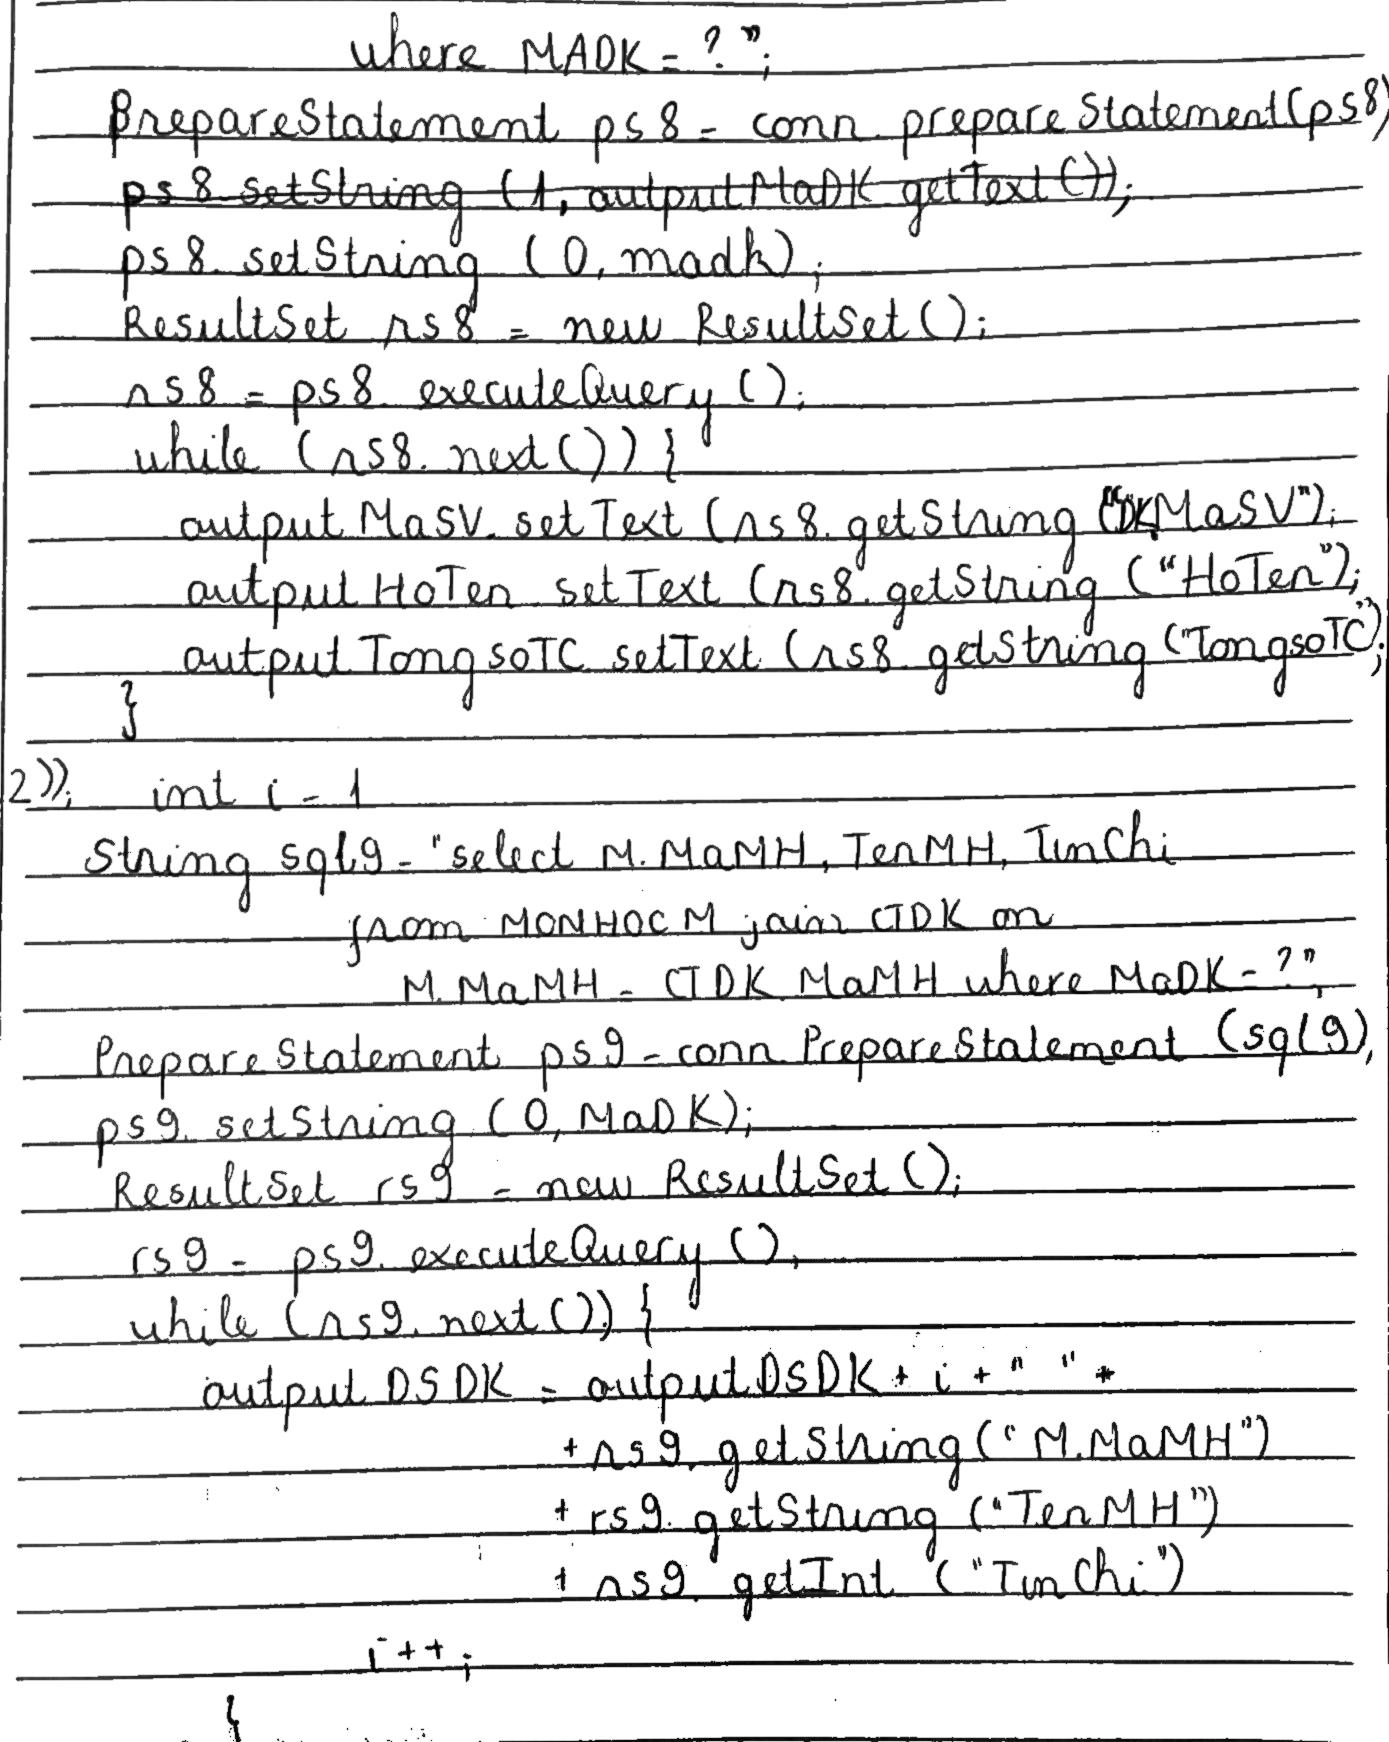 where MADK = ?";
PrepareStatement ps8 = conn. prepareStatement(ps8)
ps8 setString (1, outputMaDK getText());
ps8. setString (0, madk);
ResultSet rs8 = new ResultSet();
rs8 = ps8. executeQuery ();
while (rs8. next()) {
output MaSV. setText (rs8. getString ("DKMaSV");
output HoTen setText (rs8. getString ("HoTen");
output TongsoTC setText (rs8 getString ("TongsoTC");
}
2)); int i = 1
String sql9 = "select M. MaMH, TenMH, TinChi
from MONHOC M join CTDK on
M. MaMH = CTDK MaMH where MaDK = ?",
PrepareStatement ps9 = conn PrepareStatement (sql9),
ps9. setString (0, MaDK);
ResultSet rs9 = new ResultSet ();
rs9 = ps9. executeQuery (),
while (rs9. next ()) {
output DSDK = outputDSDK + i + " " +
+ rs9. getString ("M.MaMH")
+ rs9. getString ("TenMH")
+ rs9 getInt ("TinChi")
i++;
{